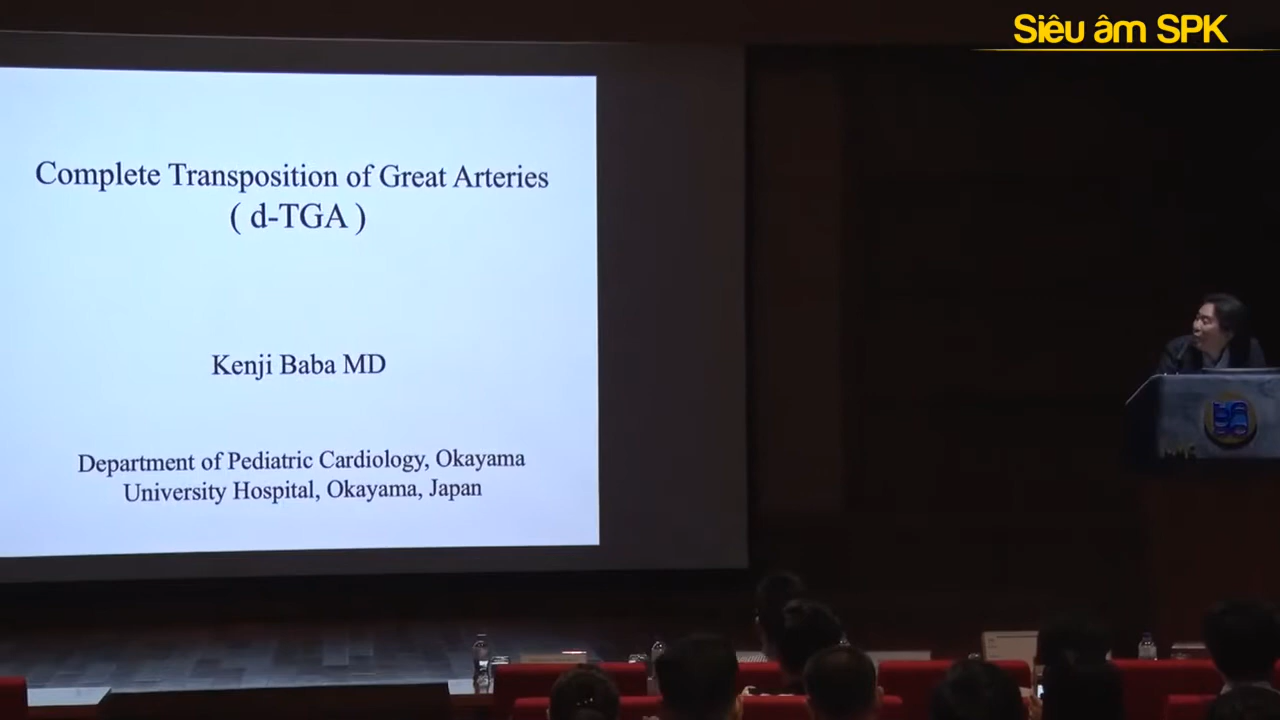 Siêu âm SPK
Complete Transposition of Great Arteries
( d-TGA )
Kenji Baba MD
Department of Pediatric Cardiology, Okayama
University Hospital, Okayama, Japan